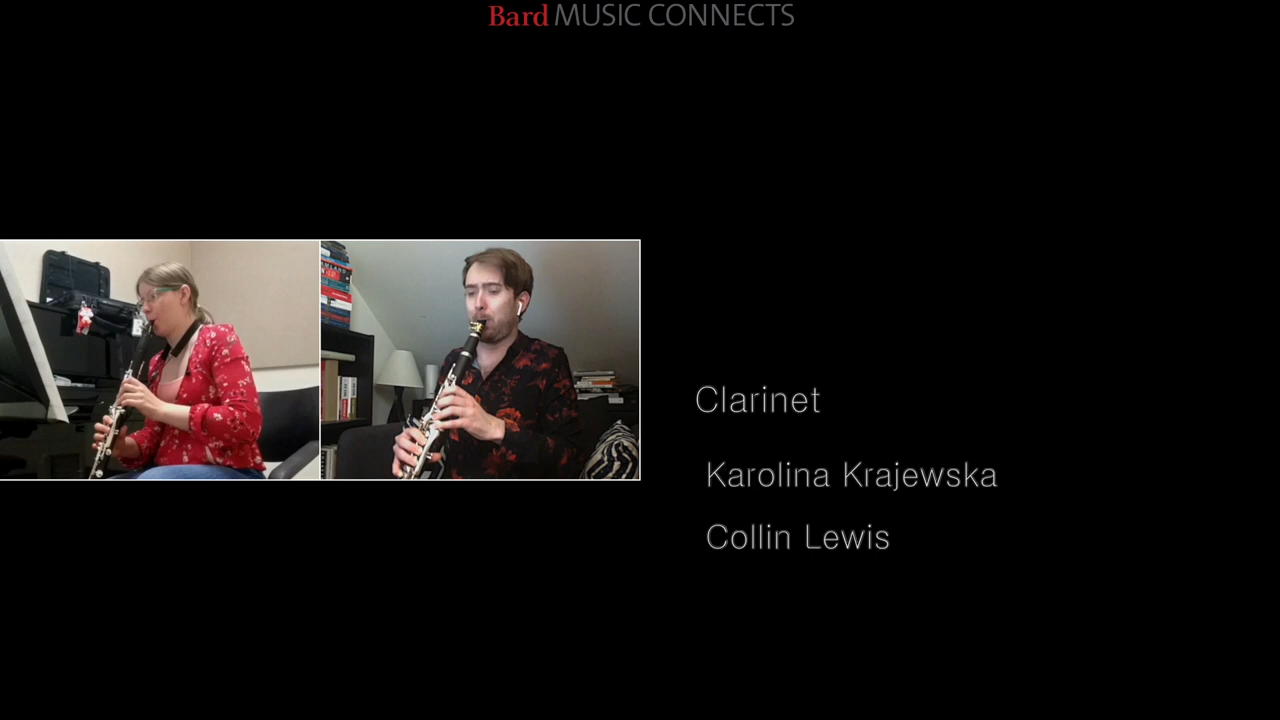 Bard MUSIC CONNECTS
Clarinet
Karolina Krajewska
Collin Lewis